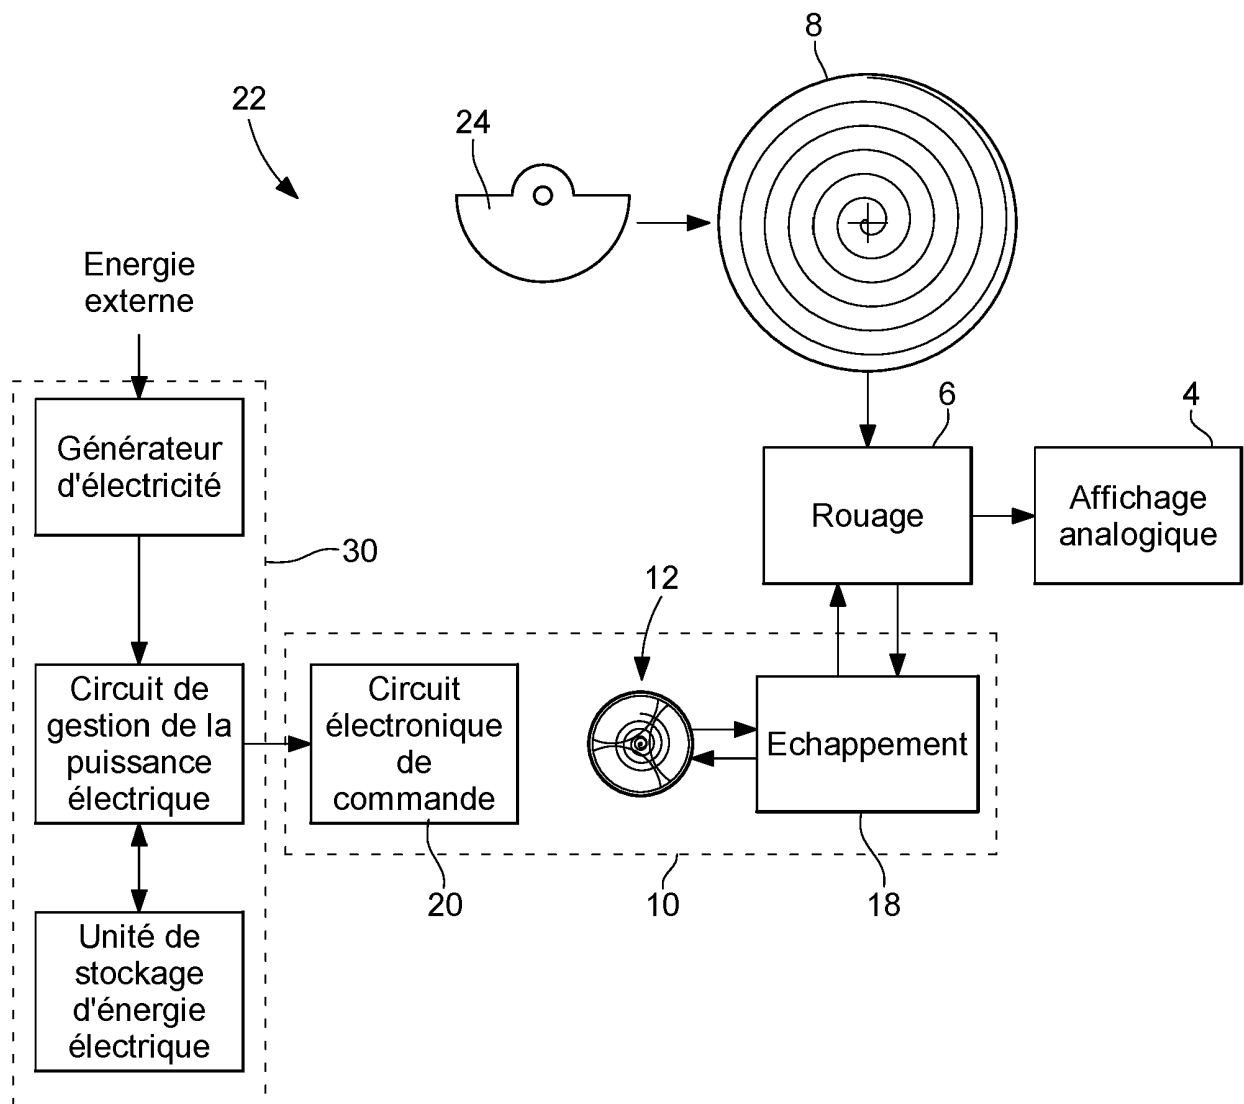 8
22
24
Energie
externe
6
4
Générateur
d'électricité
Rouage
Affichage
analogique
30
12
Circuit de
gestion de la
puissance
électrique
Circuit
électronique
de
commande
Echappement
20
10
18
Unité de
stockage
d'énergie
électrique